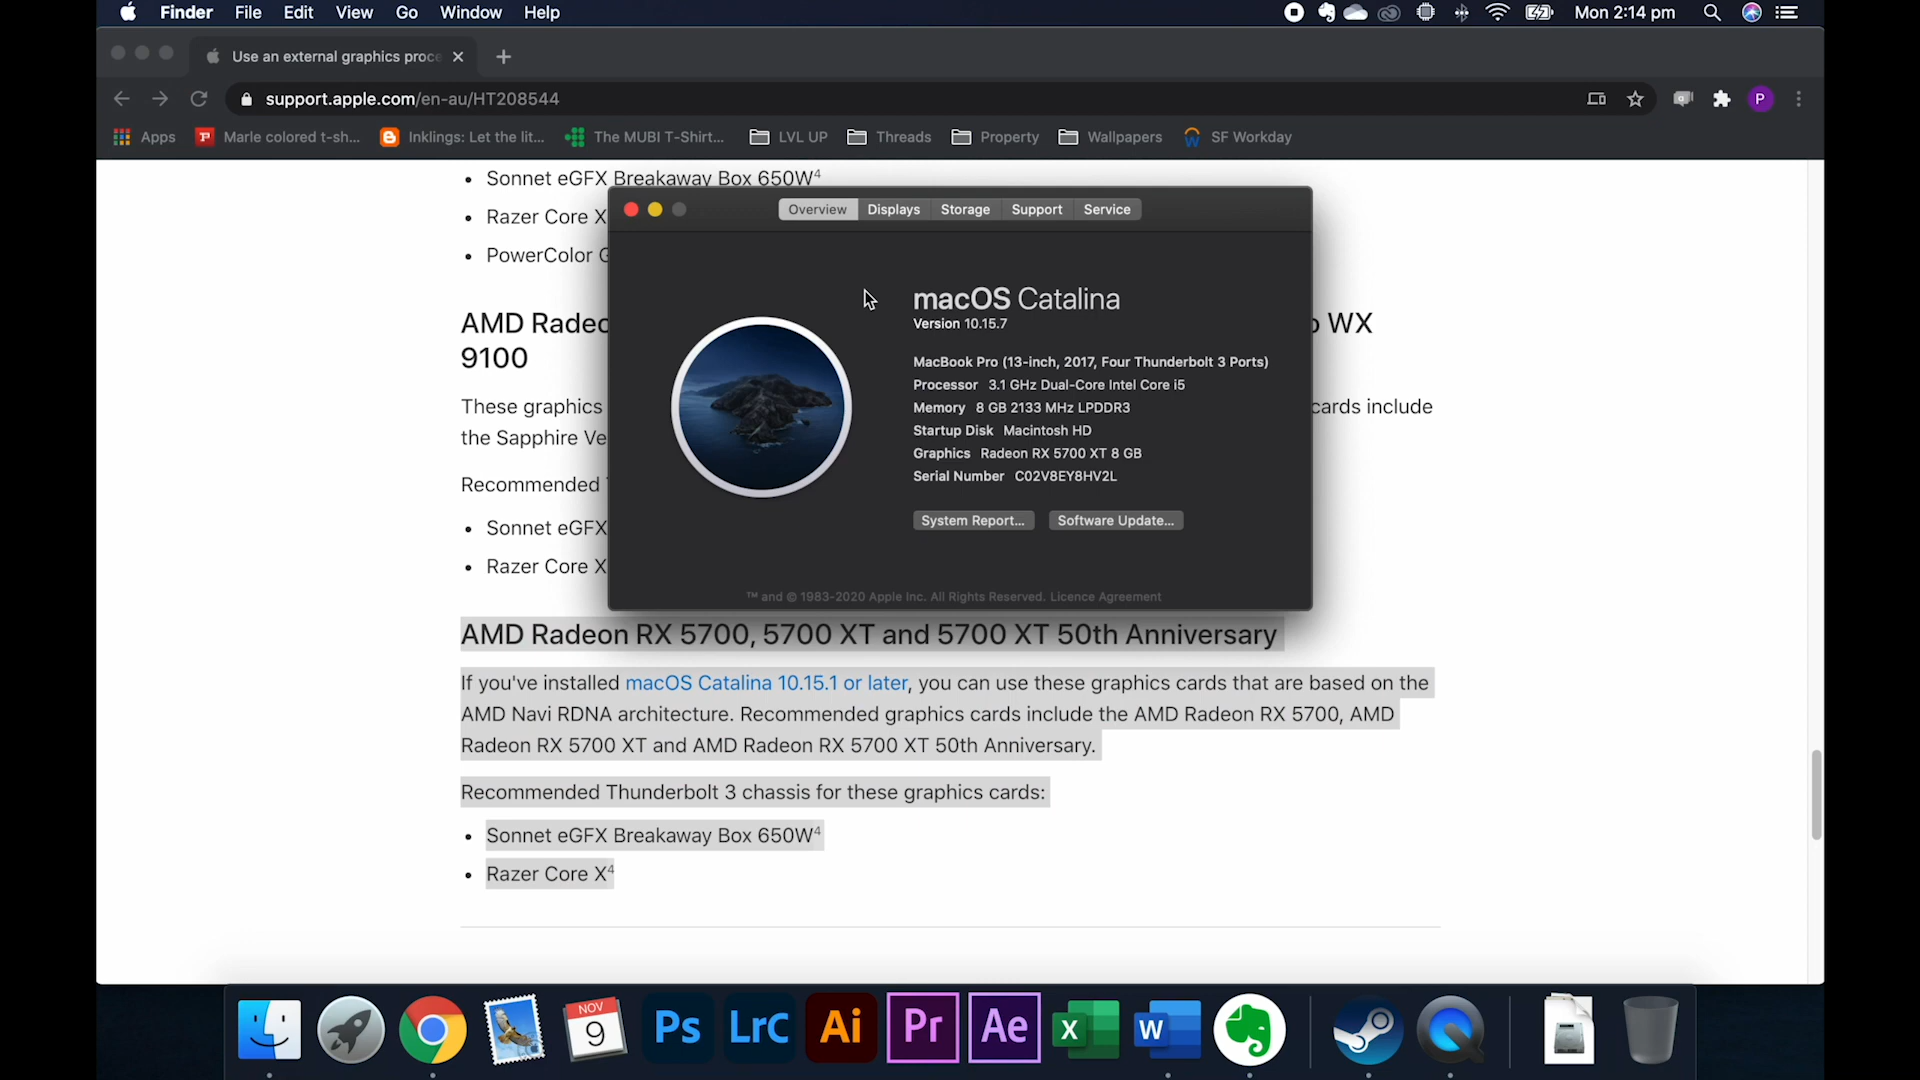 Finder File Edit View Go Window Help Mon 2:14 pm
Use an external graphics proce
support.apple.com/en-au/HT208544
P
Apps Marle colored t-sh... Inklings: Let the lit... The MUBI T-Shirt... LVL UP Threads Property Wallpapers SF Workday
• Sonnet eGFX Breakaway Box 650W4
• Razer Core X
• PowerColor G
Overview Displays Storage Support Service
macOS Catalina
Version 10.15.7
MacBook Pro (13-inch, 2017, Four Thunderbolt 3 Ports)
Processor 3.1 GHz Dual-Core Intel Core i5
Memory 8 GB 2133 MHz LPDDR3
Startup Disk Macintosh HD
Graphics Radeon RX 5700 XT 8 GB
Serial Number C02V8EY8HV2L
System Report... Software Update...
™ and © 1983-2020 Apple Inc. All Rights Reserved. Licence Agreement
AMD Radeo WX
9100
These graphics cards include
the Sapphire Ve
Recommended
• Sonnet eGFX
• Razer Core X
AMD Radeon RX 5700, 5700 XT and 5700 XT 50th Anniversary
If you've installed macOS Catalina 10.15.1 or later, you can use these graphics cards that are based on the
AMD Navi RDNA architecture. Recommended graphics cards include the AMD Radeon RX 5700, AMD
Radeon RX 5700 XT and AMD Radeon RX 5700 XT 50th Anniversary.
Recommended Thunderbolt 3 chassis for these graphics cards:
• Sonnet eGFX Breakaway Box 650W4
• Razer Core X4
NOV
9
Ps LrC Ai Pr Ae X W